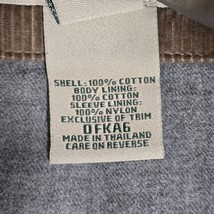 SHELL: 100% COTTON
BODY LINING:
100% COTTON
SLEEVE LINING:
100% NYLON
EXCLUSIVE OF TRIM
OFKA6
MADE IN THAILAND
CARE ON REVERSE